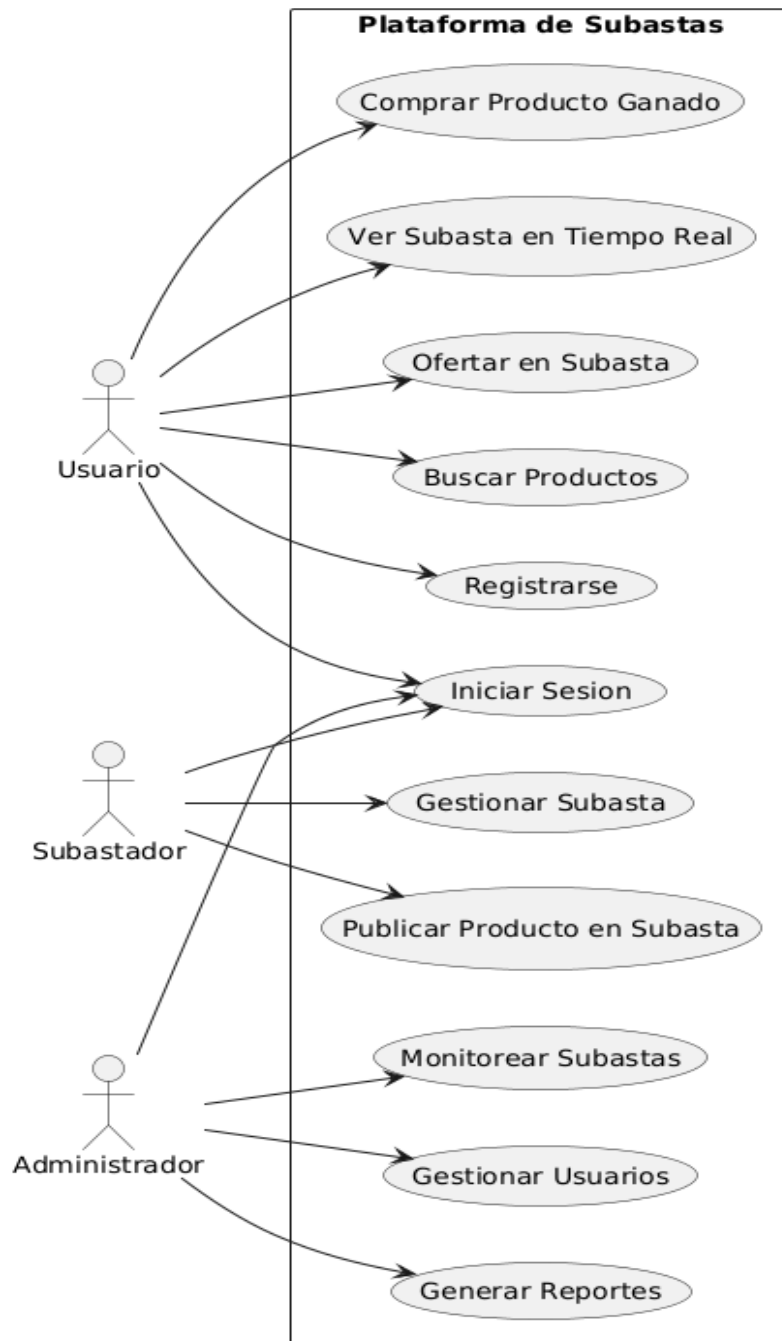 Plataforma de Subastas
Comprar Producto Ganado
Ver Subasta en Tiempo Real
Ofertar en Subasta
Usuario
Buscar Productos
Registrarse
Iniciar Sesion
Gestionar Subasta
Subastador
Publicar Producto en Subasta
Monitorear Subastas
Administrador
Gestionar Usuarios
Generar Reportes